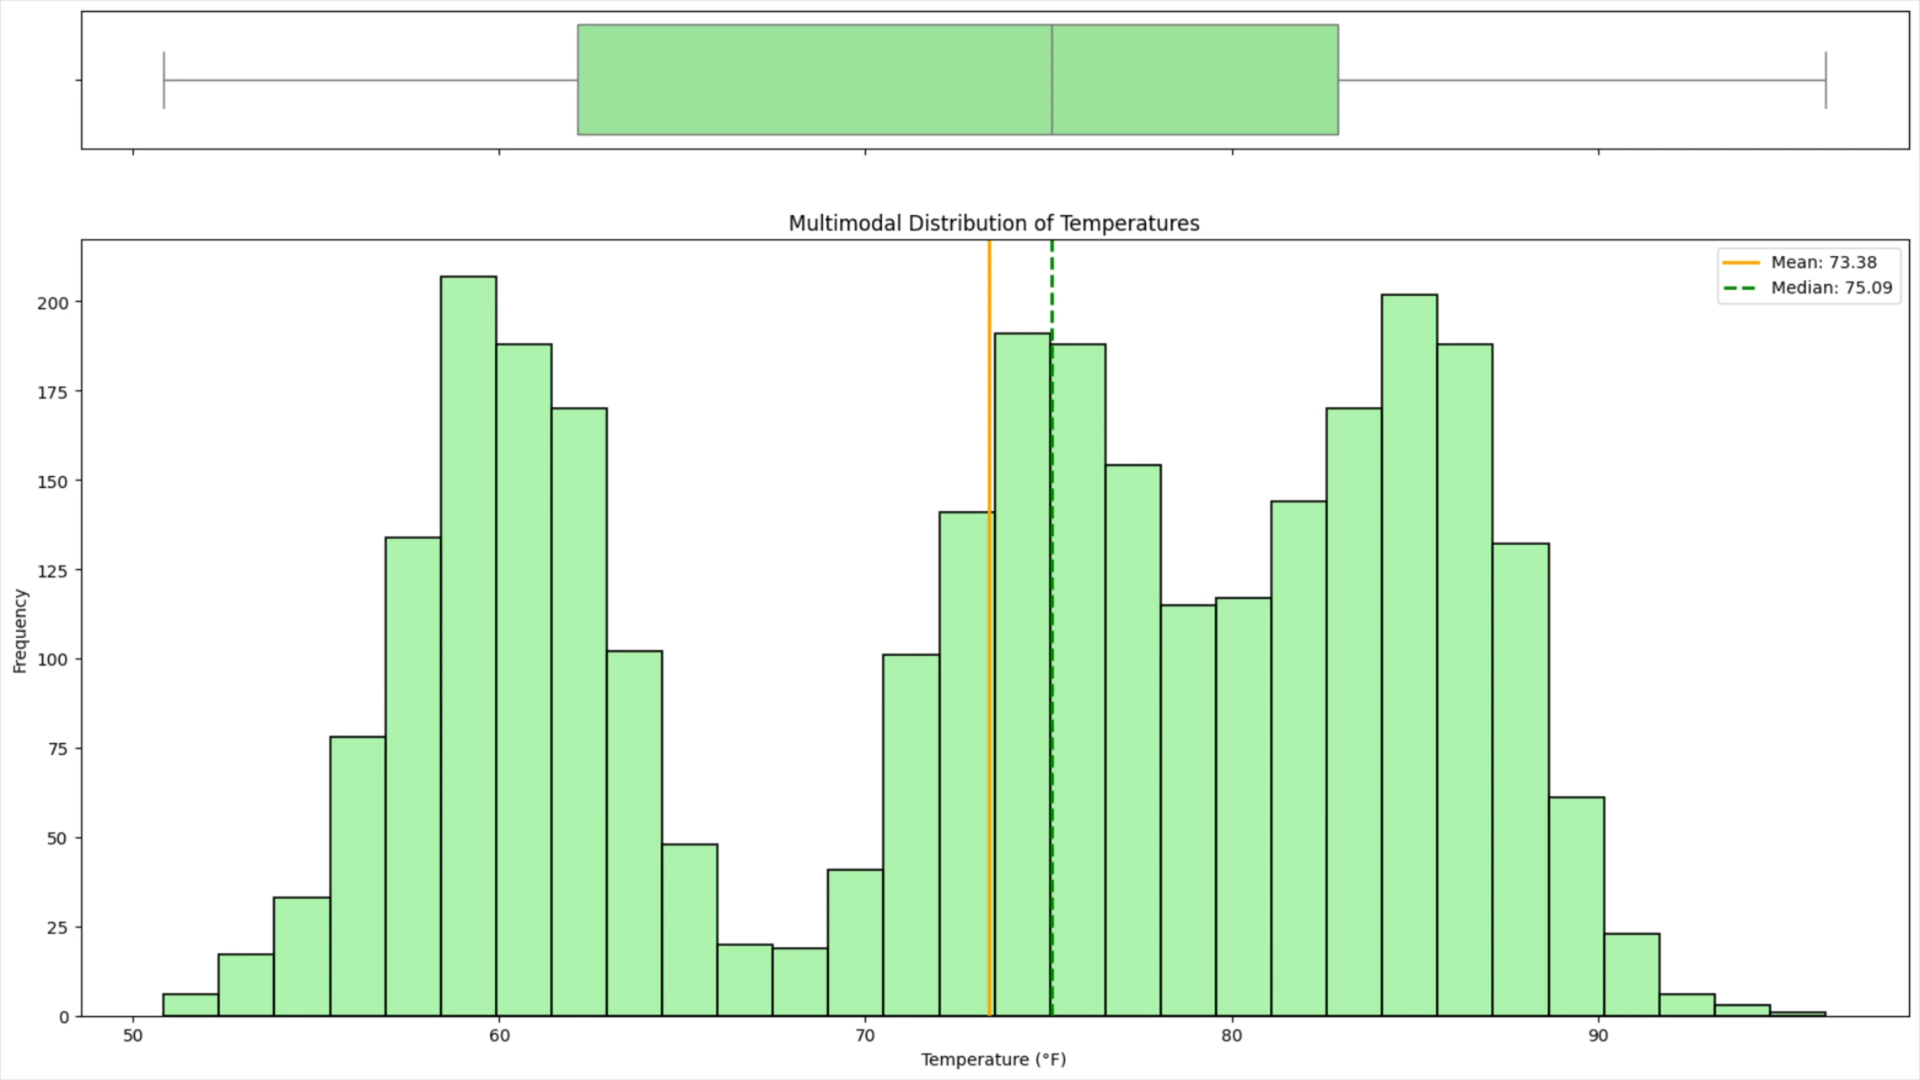 Multimodal Distribution of Temperatures
Mean: 73.38
Median: 75.09
Frequency
200
175
150
125
100
75
50
25
0
50 60 70 80 90
Temperature (°F)